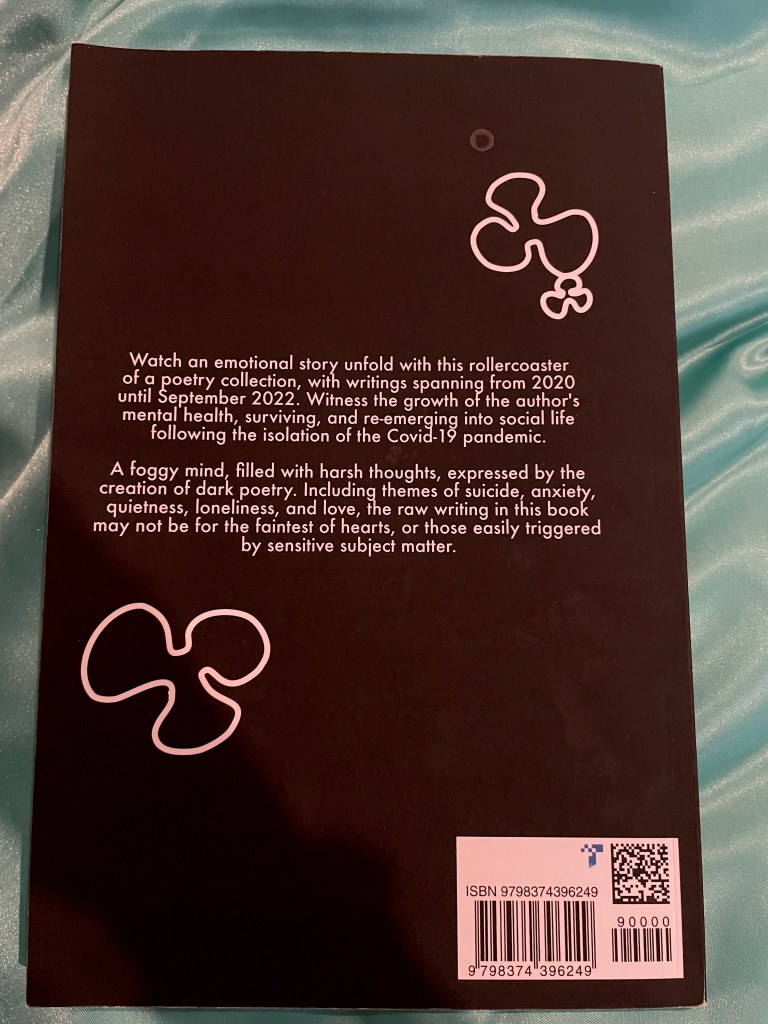 Watch an emotional story unfold with this rollercoaster
of a poetry collection, with writings spanning from 2020
until September 2022. Witness the growth of the author's
mental health, surviving, and re-emerging into social life
following the isolation of the Covid-19 pandemic.
A foggy mind, filled with harsh thoughts, expressed by the
creation of dark poetry. Including themes of suicide, anxiety,
quietness, loneliness, and love, the raw writing in this book
may not be for the faintest of hearts, or those easily triggered
by sensitive subject matter.
ISBN 9798374396249
90000
9 798374 396249